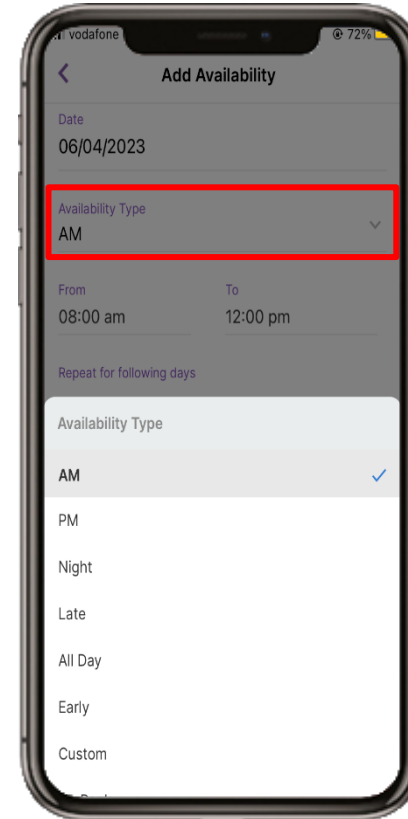 vodafone 72%
Add Availability
Date
06/04/2023
Availability Type
AM
From To
08:00 am 12:00 pm
Repeat for following days
Availability Type
AM
PM
Night
Late
All Day
Early
Custom